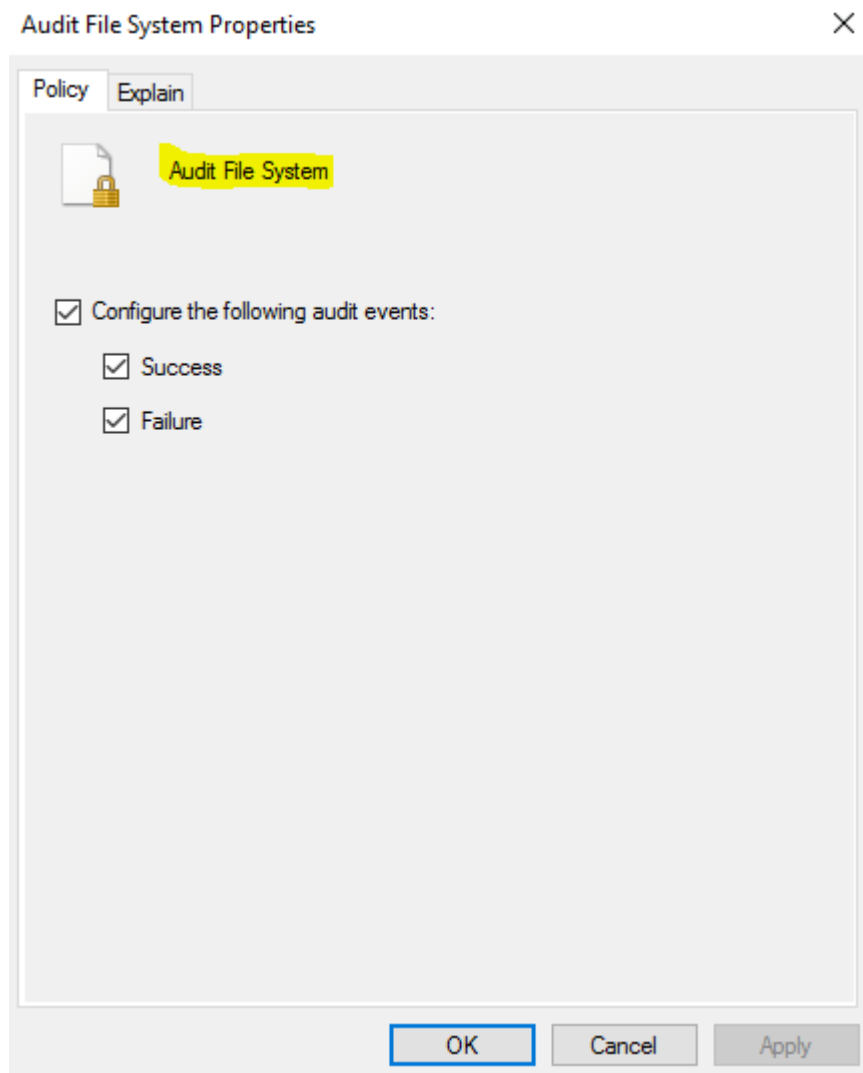 Audit File System Properties
Policy
Explain
Audit File System
Configure the following audit events:
Success
Failure
OK
Cancel
Apply